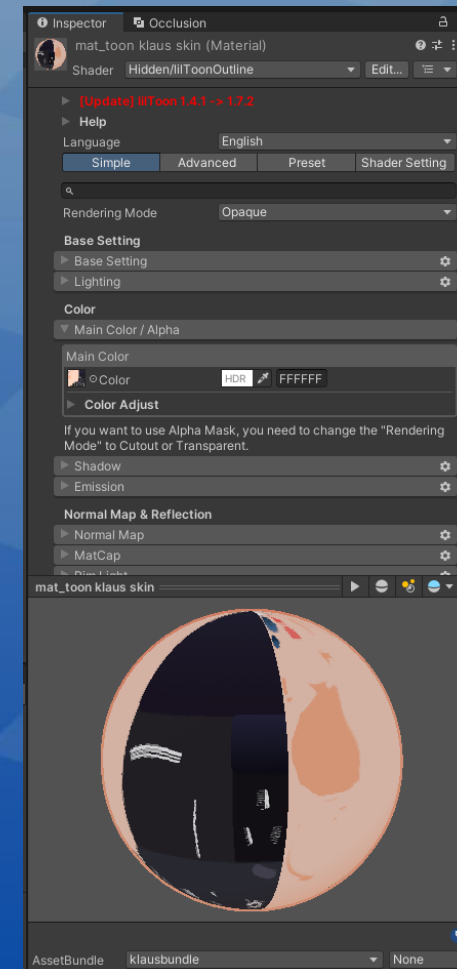 Inspector Occlusion
mat_toon klaus skin (Material)
Shader Hidden/lilToonOutline Edit...
[Update] lilToon 1.4.1 -> 1.7.2
Help
Language English
Simple Advanced Preset Shader Setting
Rendering Mode Opaque
Base Setting
Base Setting
Lighting
Color
Main Color / Alpha
Main Color
Color HDR FFFFFF
Color Adjust
If you want to use Alpha Mask, you need to change the "Rendering
Mode" to Cutout or Transparent.
Shadow
Emission
Normal Map & Reflection
Normal Map
MatCap
Rim Light
mat_toon klaus skin
AssetBundle klausbundle None